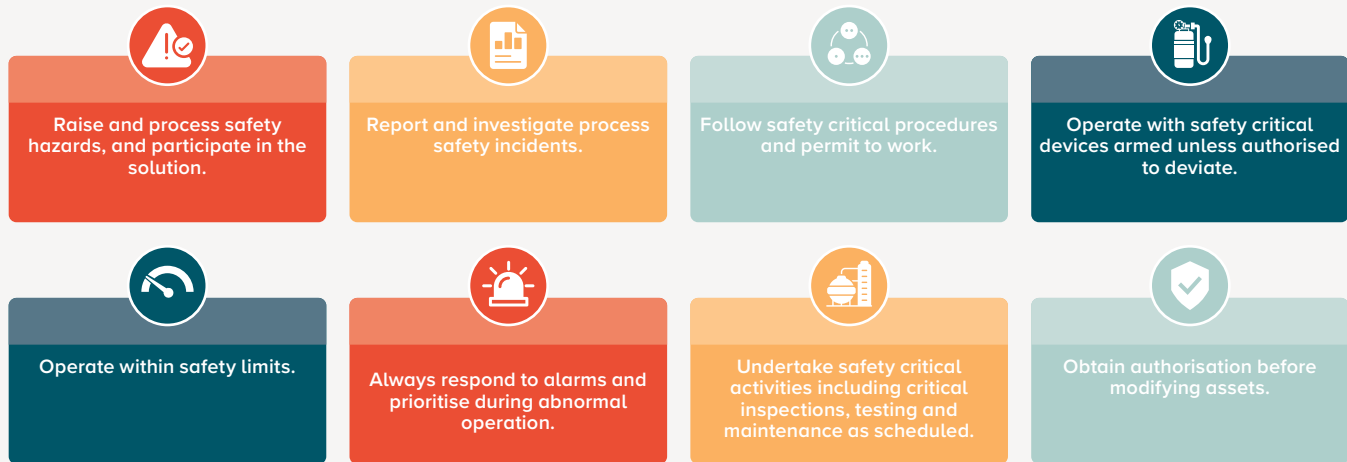 Raise and process safety
hazards, and participate in the
solution.
Report and investigate process
safety incidents.
Follow safety critical procedures
and permit to work.
Operate with safety critical
devices armed unless authorised
to deviate.
Operate within safety limits.
Always respond to alarms and
prioritise during abnormal
operation.
Undertake safety critical
activities including critical
inspections, testing and
maintenance as scheduled.
Obtain authorisation before
modifying assets.